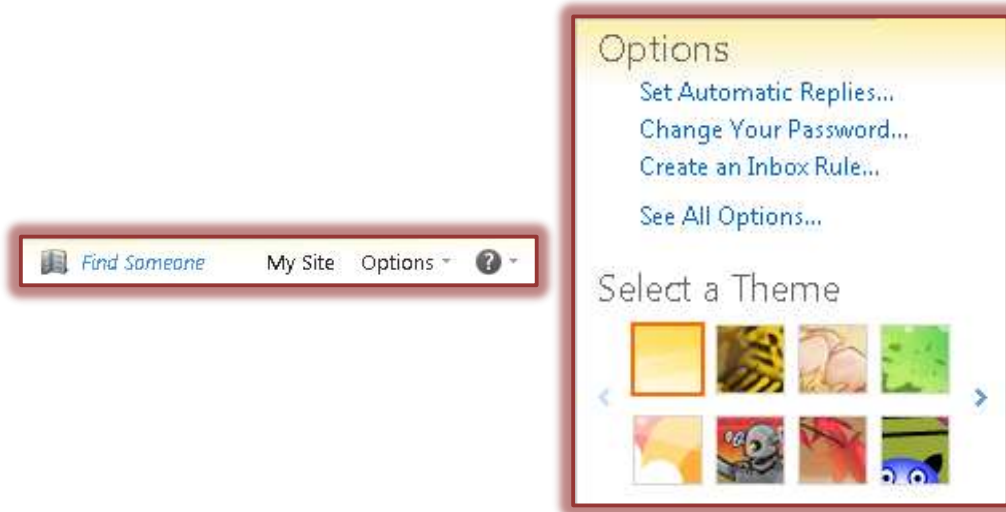 Find Someone My Site Options ?
Options
Set Automatic Replies...
Change Your Password...
Create an Inbox Rule...
See All Options...
Select a Theme